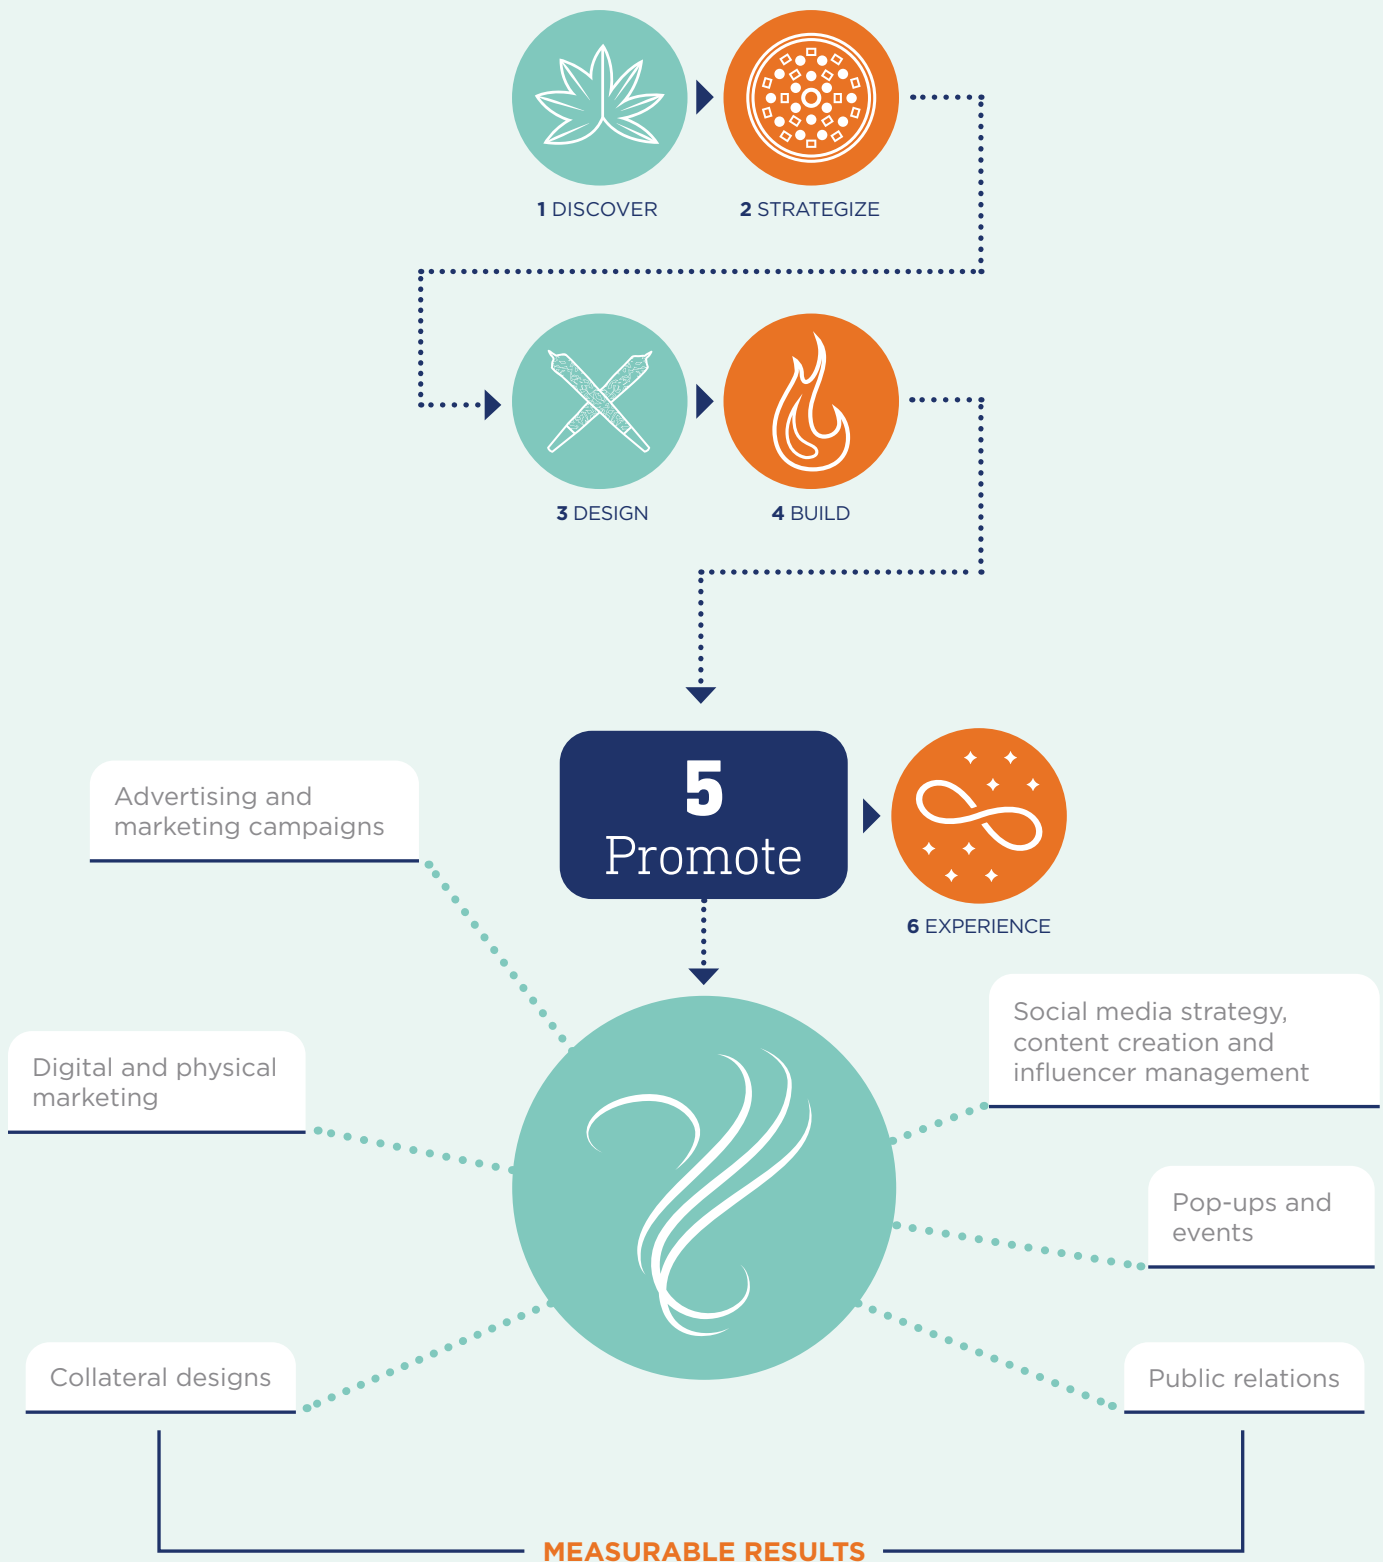 1 DISCOVER
2 STRATEGIZE
3 DESIGN
4 BUILD
5
Promote
6 EXPERIENCE
Advertising and
marketing campaigns
Digital and physical
marketing
Collateral designs
Social media strategy,
content creation and
influencer management
Pop-ups and
events
Public relations
MEASURABLE RESULTS